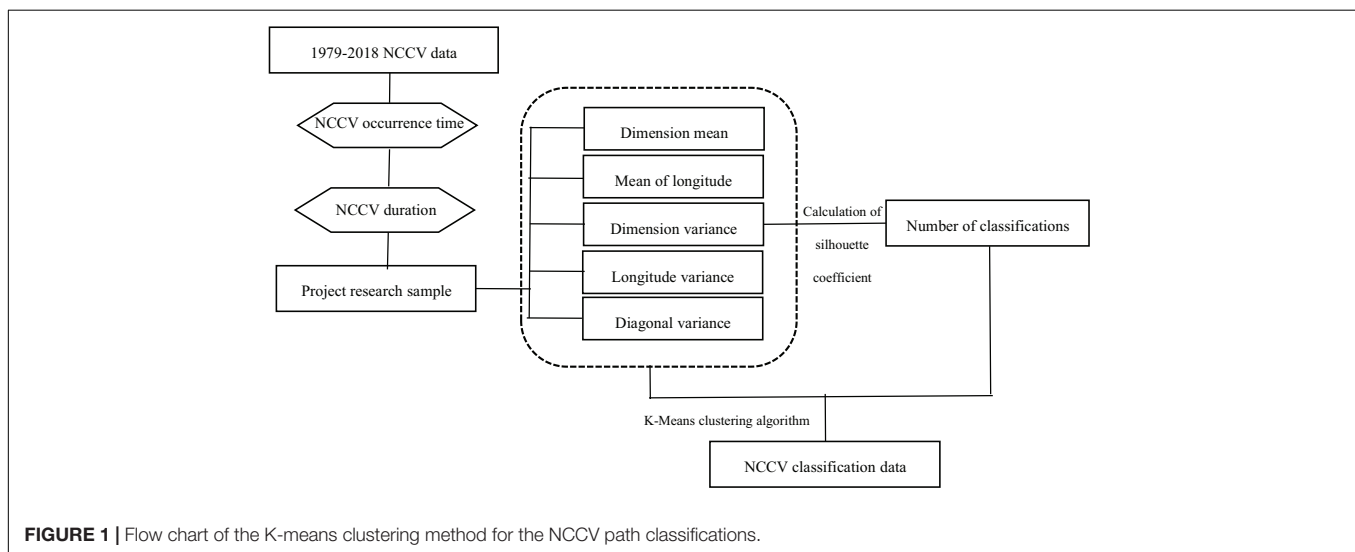 1979-2018 NCCV data
NCCV occurrence time
NCCV duration
Project research sample
Dimension mean
Mean of longitude
Dimension variance
Longitude variance
Diagonal variance
Calculation of
silhouette
coefficient
Number of classifications
K-Means clustering algorithm
NCCV classification data
FIGURE 1 | Flow chart of the K-means clustering method for the NCCV path classifications.